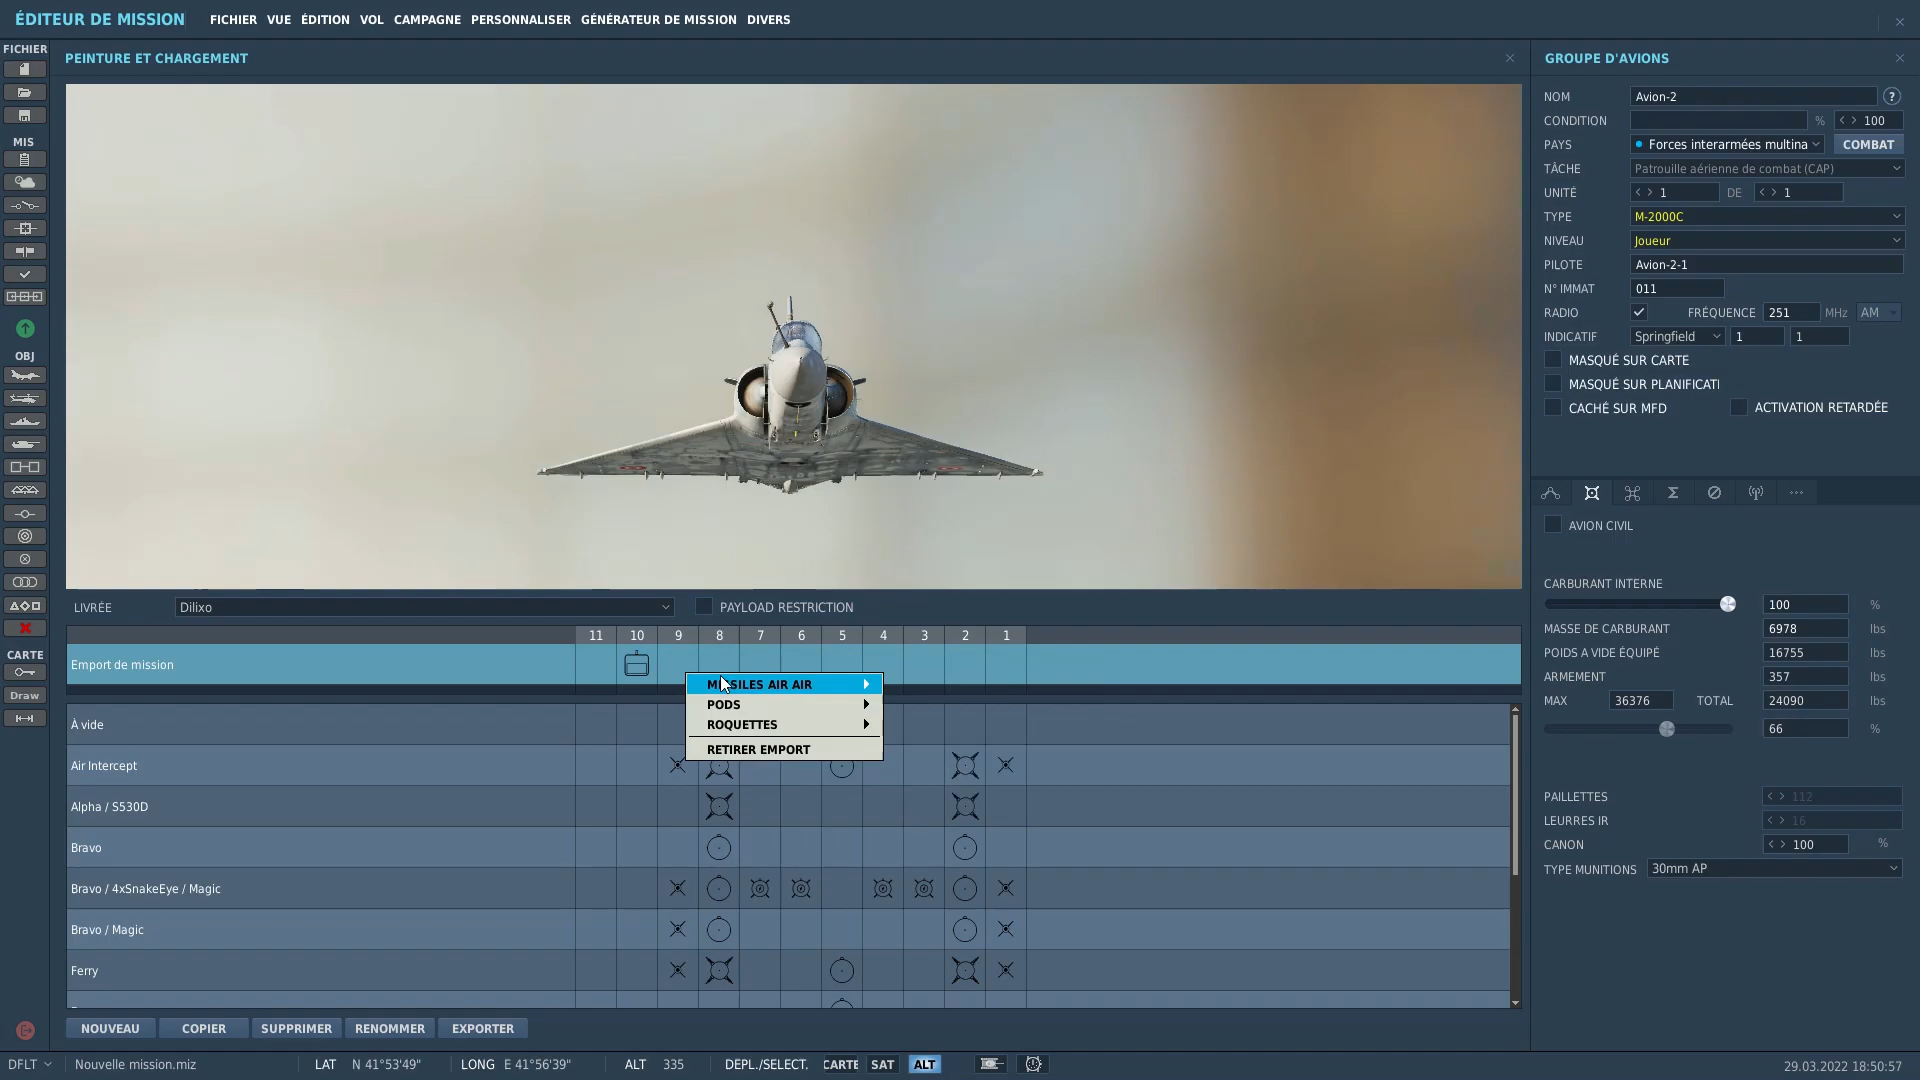 ÉDITEUR DE MISSION FICHIER VUE ÉDITION VOL CAMPAGNE PERSONNALISER GÉNÉRATEUR DE MISSION DIVERS
FICHIER
MIS
OBJ
CARTE
Draw
PEINTURE ET CHARGEMENT
LIVRÉE Dilixo PAYLOAD RESTRICTION
11 10 9 8 7 6 5 4 3 2 1
Emport de mission
MISSILES AIR AIR
PODS
ROQUETTES
RETIRER EMPORT
À vide
Air Intercept
Alpha / S530D
Bravo
Bravo / 4xSnakeEye / Magic
Bravo / Magic
Ferry
NOUVEAU COPIER SUPPRIMER RENOMMER EXPORTER
GROUPE D'AVIONS
NOM Avion-2 ?
CONDITION % < > 100
PAYS Forces interarmées multina COMBAT
TÂCHE Patrouille aérienne de combat (CAP)
UNITÉ < > 1 DE < > 1
TYPE M-2000C
NIVEAU Joueur
PILOTE Avion-2-1
N° IMMAT 011
RADIO FRÉQUENCE 251 MHz AM
INDICATIF Springfield 1 1
MASQUÉ SUR CARTE
MASQUÉ SUR PLANIFICATI
CACHÉ SUR MFD ACTIVATION RETARDÉE
AVION CIVIL
CARBURANT INTERNE
100 %
MASSE DE CARBURANT 6978 lbs
POIDS A VIDE ÉQUIPÉ 16755 lbs
ARMEMENT 357 lbs
MAX 36376 TOTAL 24090 lbs
66 %
PAILLETTES < > 112
LEURRES IR < > 16
CANON < > 100 %
TYPE MUNITIONS 30mm AP
DFLT Nouvelle mission.miz LAT N 41°53'49" LONG E 41°56'39" ALT 335 DEPL./SELECT. CARTE SAT ALT 29.03.2022 18:50:57